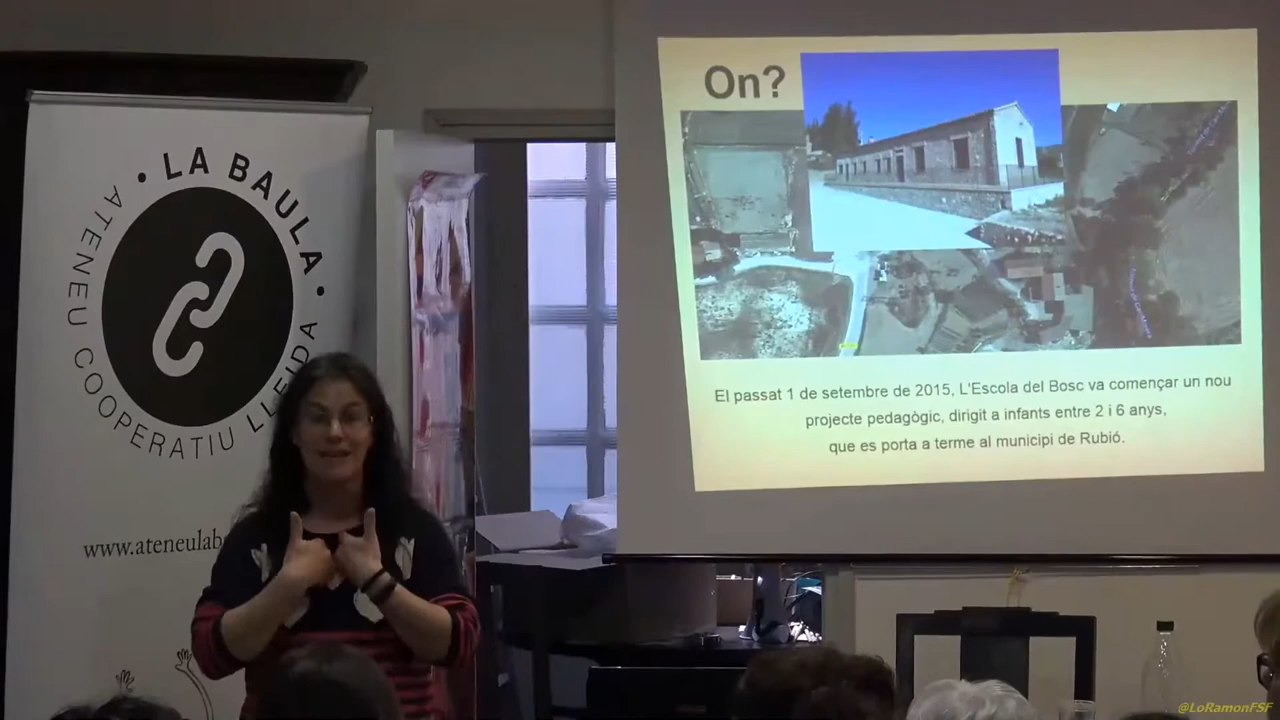 • LA BAULA •
ATENEU COOPERATIU LLEIDA
www.ateneulab
On?
El passat 1 de setembre de 2015, L'Escola del Bosc va començar un nou
projecte pedagògic, dirigit a infants entre 2 i 6 anys,
que es porta a terme al municipi de Rubió.
@LoRamonFSF